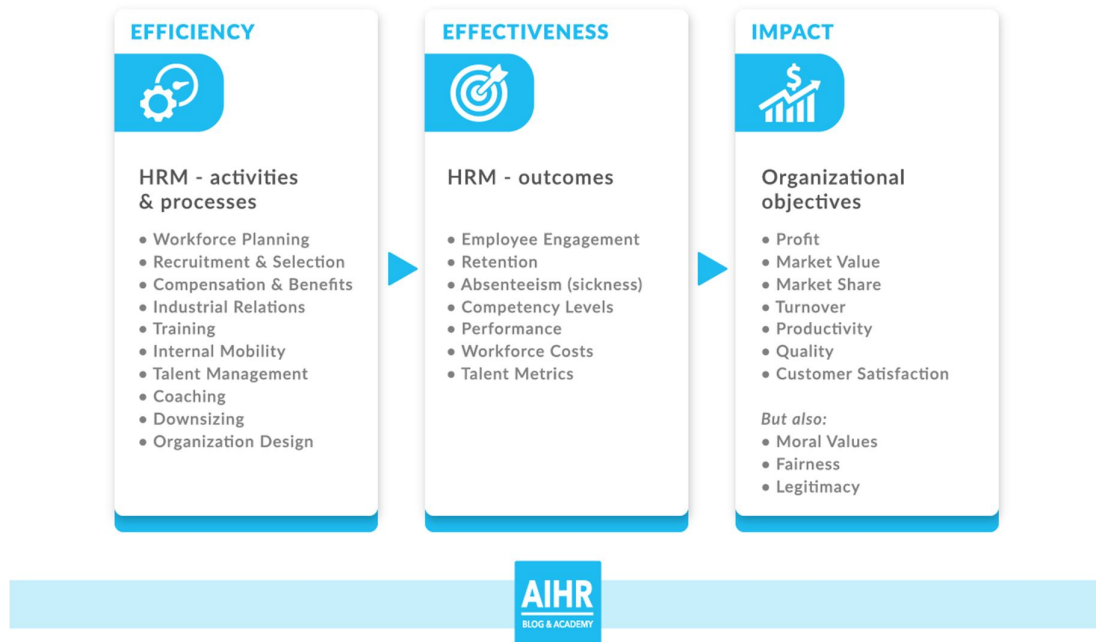 EFFICIENCY
HRM - activities
& processes
• Workforce Planning
• Recruitment & Selection
• Compensation & Benefits
• Industrial Relations
• Training
• Internal Mobility
• Talent Management
• Coaching
• Downsizing
• Organization Design
EFFECTIVENESS
HRM - outcomes
• Employee Engagement
• Retention
• Absenteeism (sickness)
• Competency Levels
• Performance
• Workforce Costs
• Talent Metrics
IMPACT
$
Organizational
objectives
• Profit
• Market Value
• Market Share
• Turnover
• Productivity
• Quality
• Customer Satisfaction
But also:
• Moral Values
• Fairness
• Legitimacy
AIHR
BLOG & ACADEMY